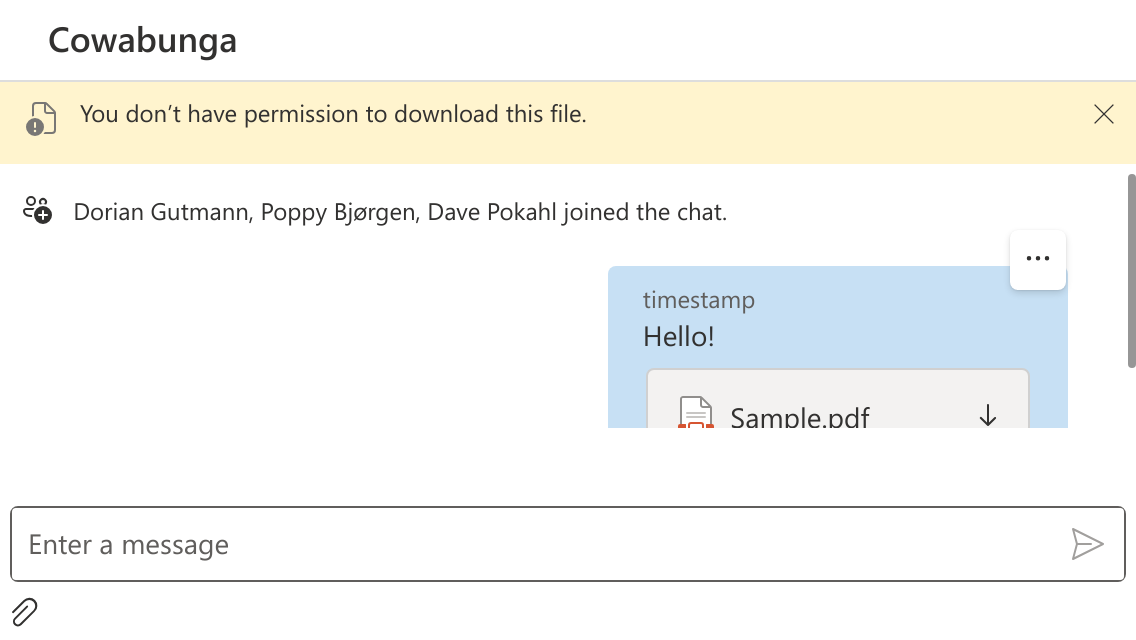 Cowabunga
You don’t have permission to download this file.
Dorian Gutmann, Poppy Bjørgen, Dave Pokahl joined the chat.
timestamp
Hello!
Sample.pdf
Enter a message